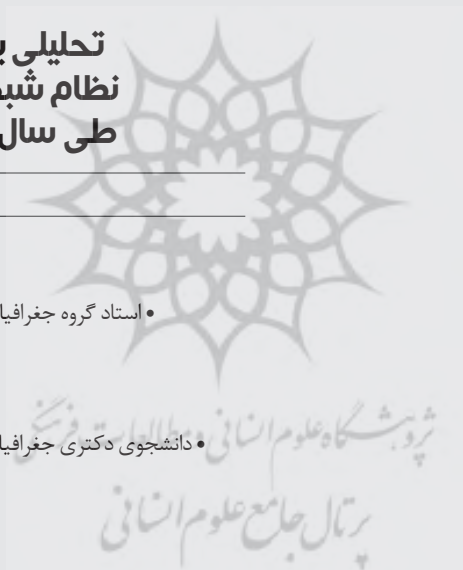 تحلیلی
نظام
طی سال
• استاد گروه جغرافیا
• دانشجوی دکتری جغرافیا
پژوهشگاه علوم انسانی و مطالعات فرهنگی
پرتال جامع علوم انسانی